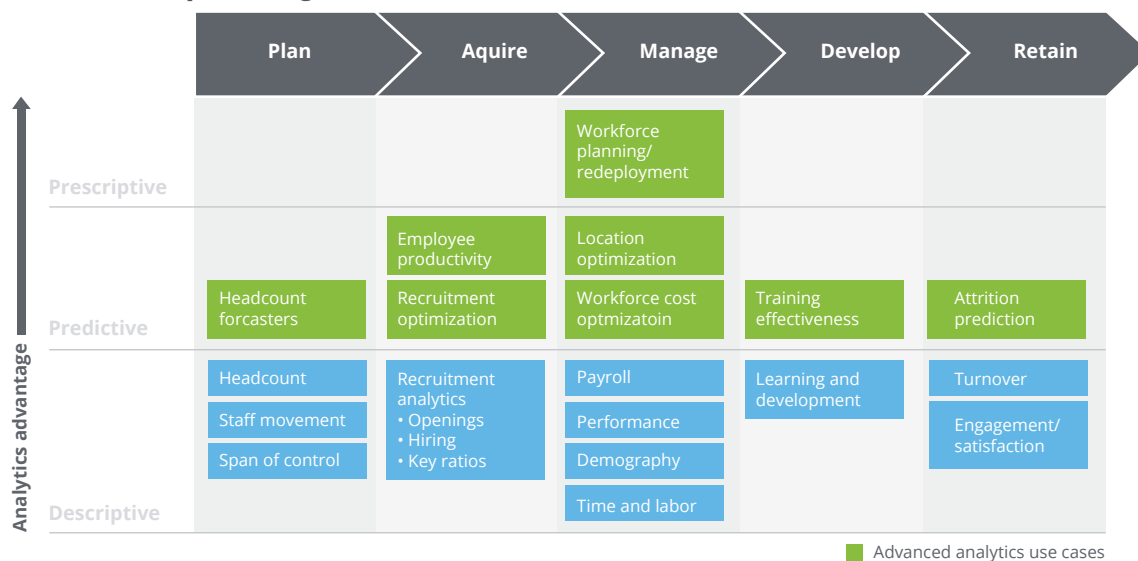 Plan
Aquire
Manage
Develop
Retain
Analytics advantage
Prescriptive
Workforce
planning/
redeployment
Predictive
Headcount
forcasters
Employee
productivity
Recruitment
optimization
Location
optimization
Workforce cost
optmizatoin
Training
effectiveness
Attrition
prediction
Descriptive
Headcount
Staff movement
Span of control
Recruitment
analytics
• Openings
• Hiring
• Key ratios
Payroll
Performance
Demography
Time and labor
Learning and
development
Turnover
Engagement/
satisfaction
Advanced analytics use cases